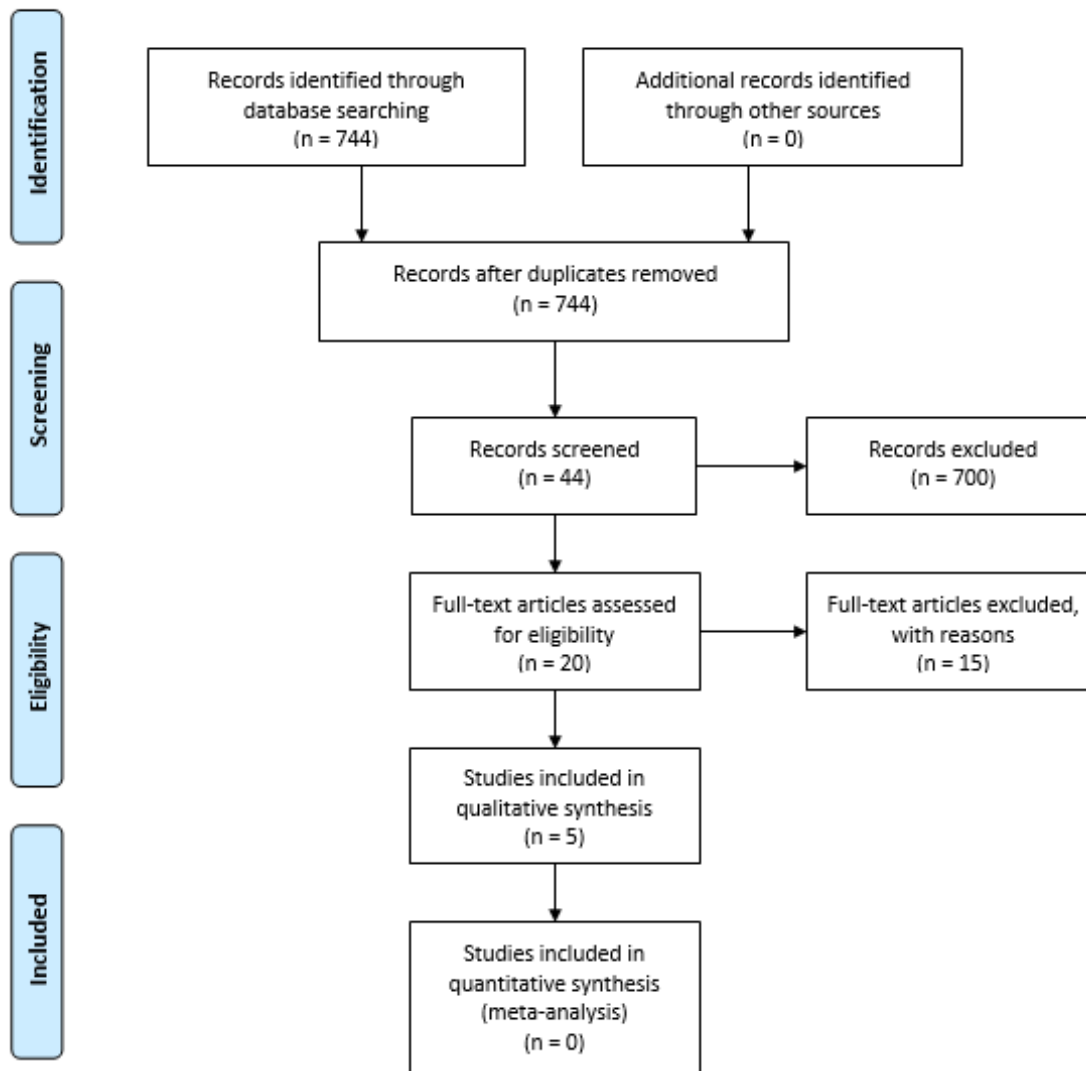 Identification
Records identified through
database searching
(n = 744)
Additional records identified
through other sources
(n = 0)
Records after duplicates removed
(n = 744)
Screening
Records screened
(n = 44)
Records excluded
(n = 700)
Eligibility
Full-text articles assessed
for eligibility
(n = 20)
Full-text articles excluded,
with reasons
(n = 15)
Studies included in
qualitative synthesis
(n = 5)
Included
Studies included in
quantitative synthesis
(meta-analysis)
(n = 0)